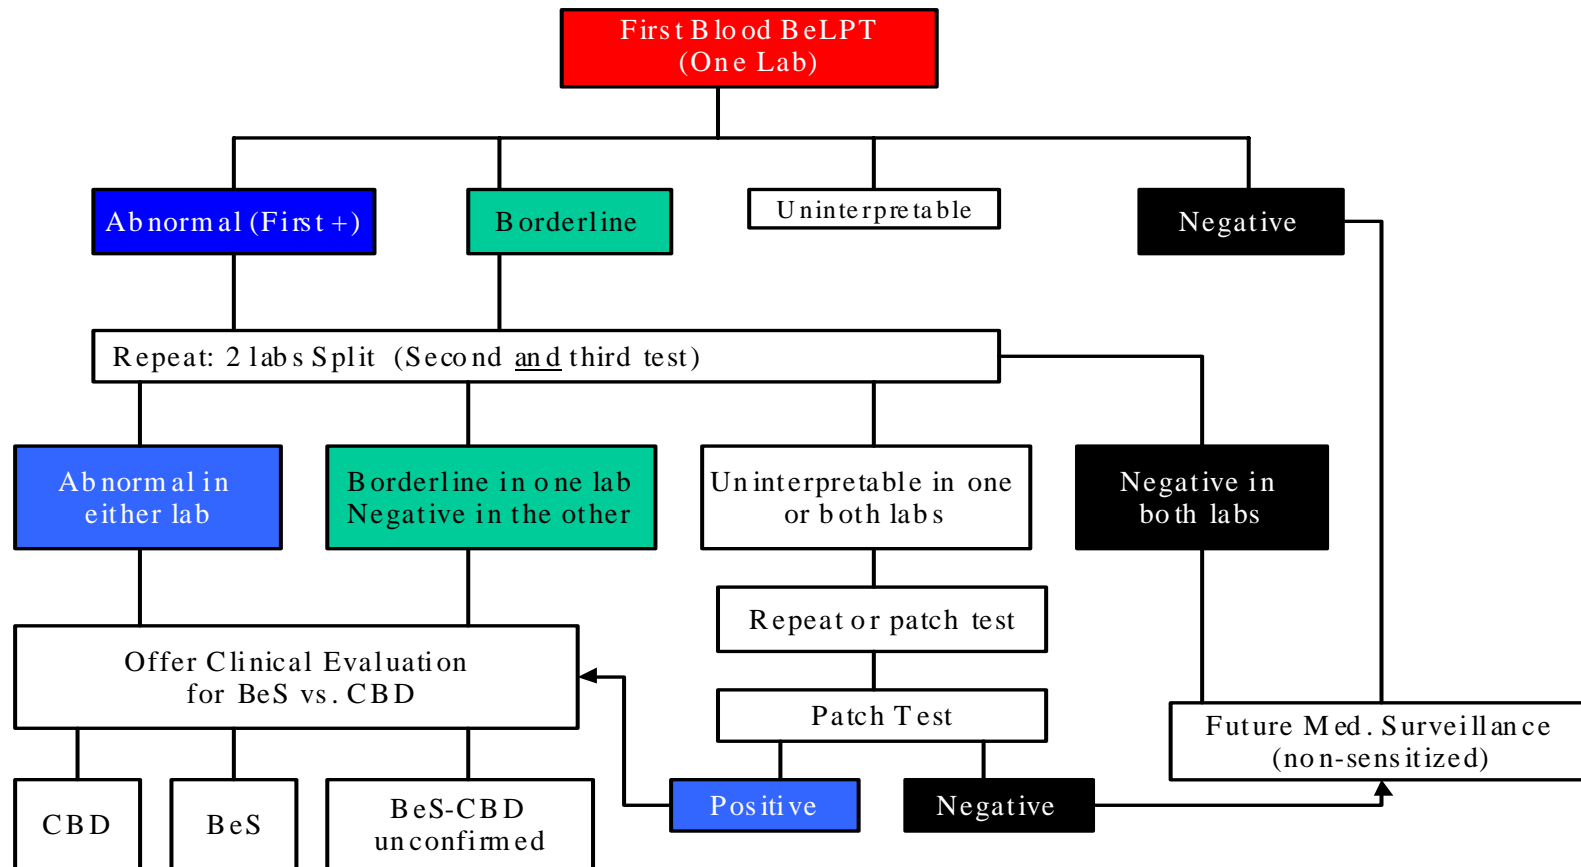 First Blood BeLPT
(One Lab)
Abnormal (First +)
Borderline
Uninterpretable
Negative
Repeat: 2 labs Split (Second and third test)
Abnormal in
either lab
Borderline in one lab
Negative in the other
Uninterpretable in one
or both labs
Negative in
both labs
Repeat or patch test
Offer Clinical Evaluation
for BeS vs. CBD
Patch Test
Future Med. Surveillance
(non-sensitized)
CBD
BeS
BeS-CBD
unconfirmed
Positive
Negative